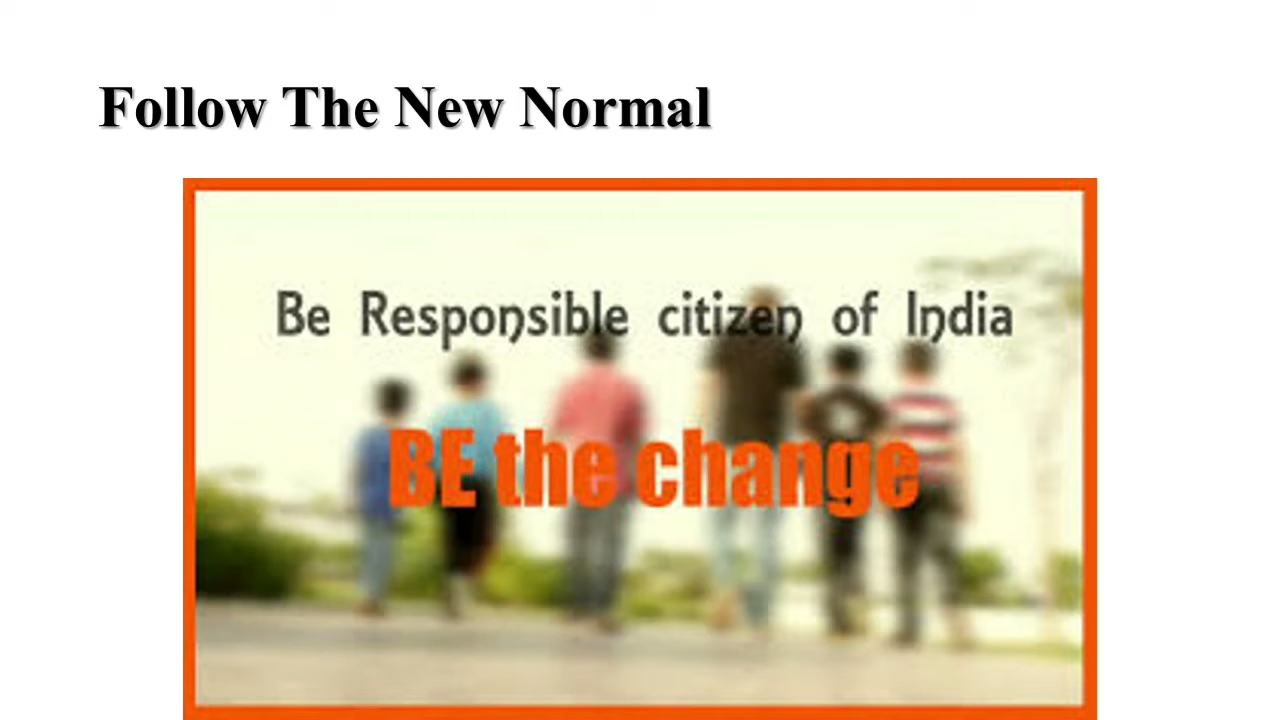 Follow The New Normal
Be Responsible citizen of India
BE the change